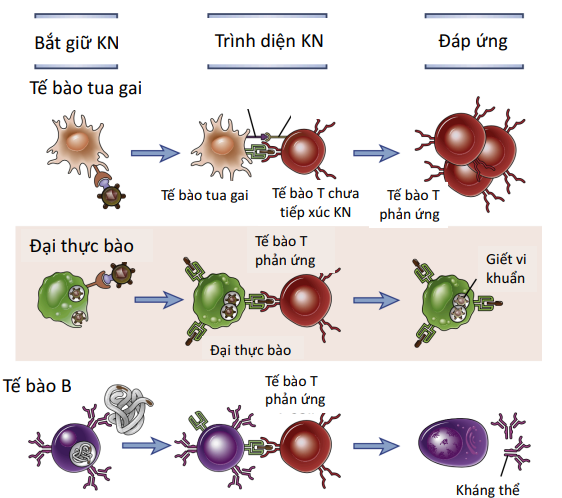 Bắt giữ KN
Trình diện KN
Đáp ứng
Tế bào tua gai
Tế bào tua gai
Tế bào T chưa
tiếp xúc KN
Tế bào T
phản ứng
Đại thực bào
Tế bào T
phản ứng
Giết vi
khuẩn
Đại thực bào
Tế bào B
Tế bào T
phản ứng
Kháng thể